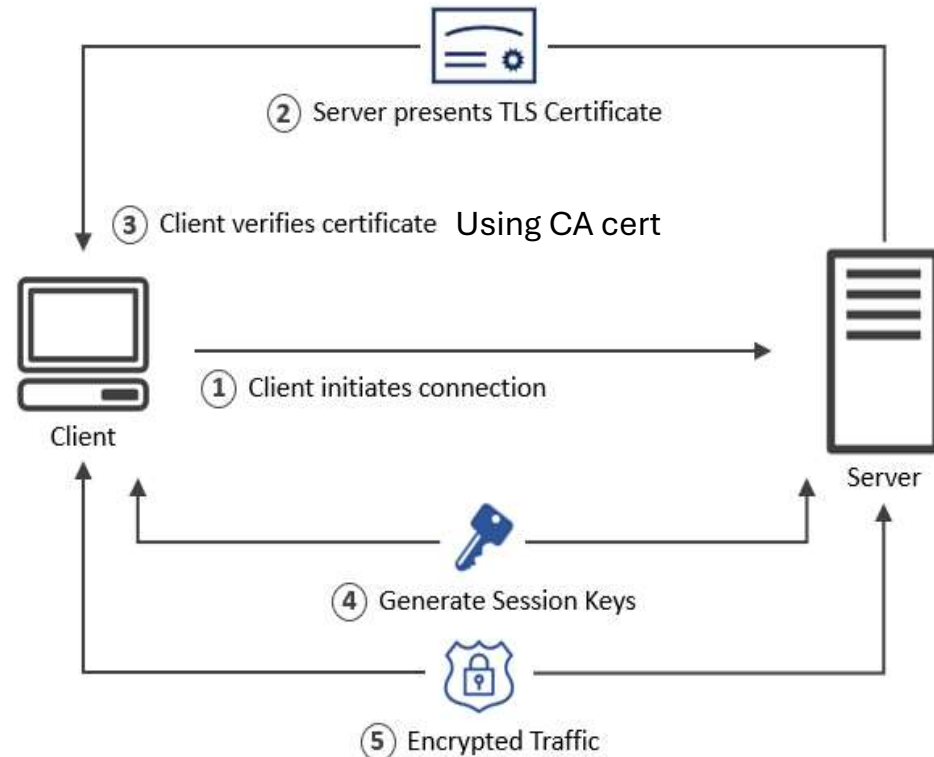 2 Server presents TLS Certificate
3 Client verifies certificate Using CA cert
1 Client initiates connection
Client
Server
4 Generate Session Keys
5 Encrypted Traffic